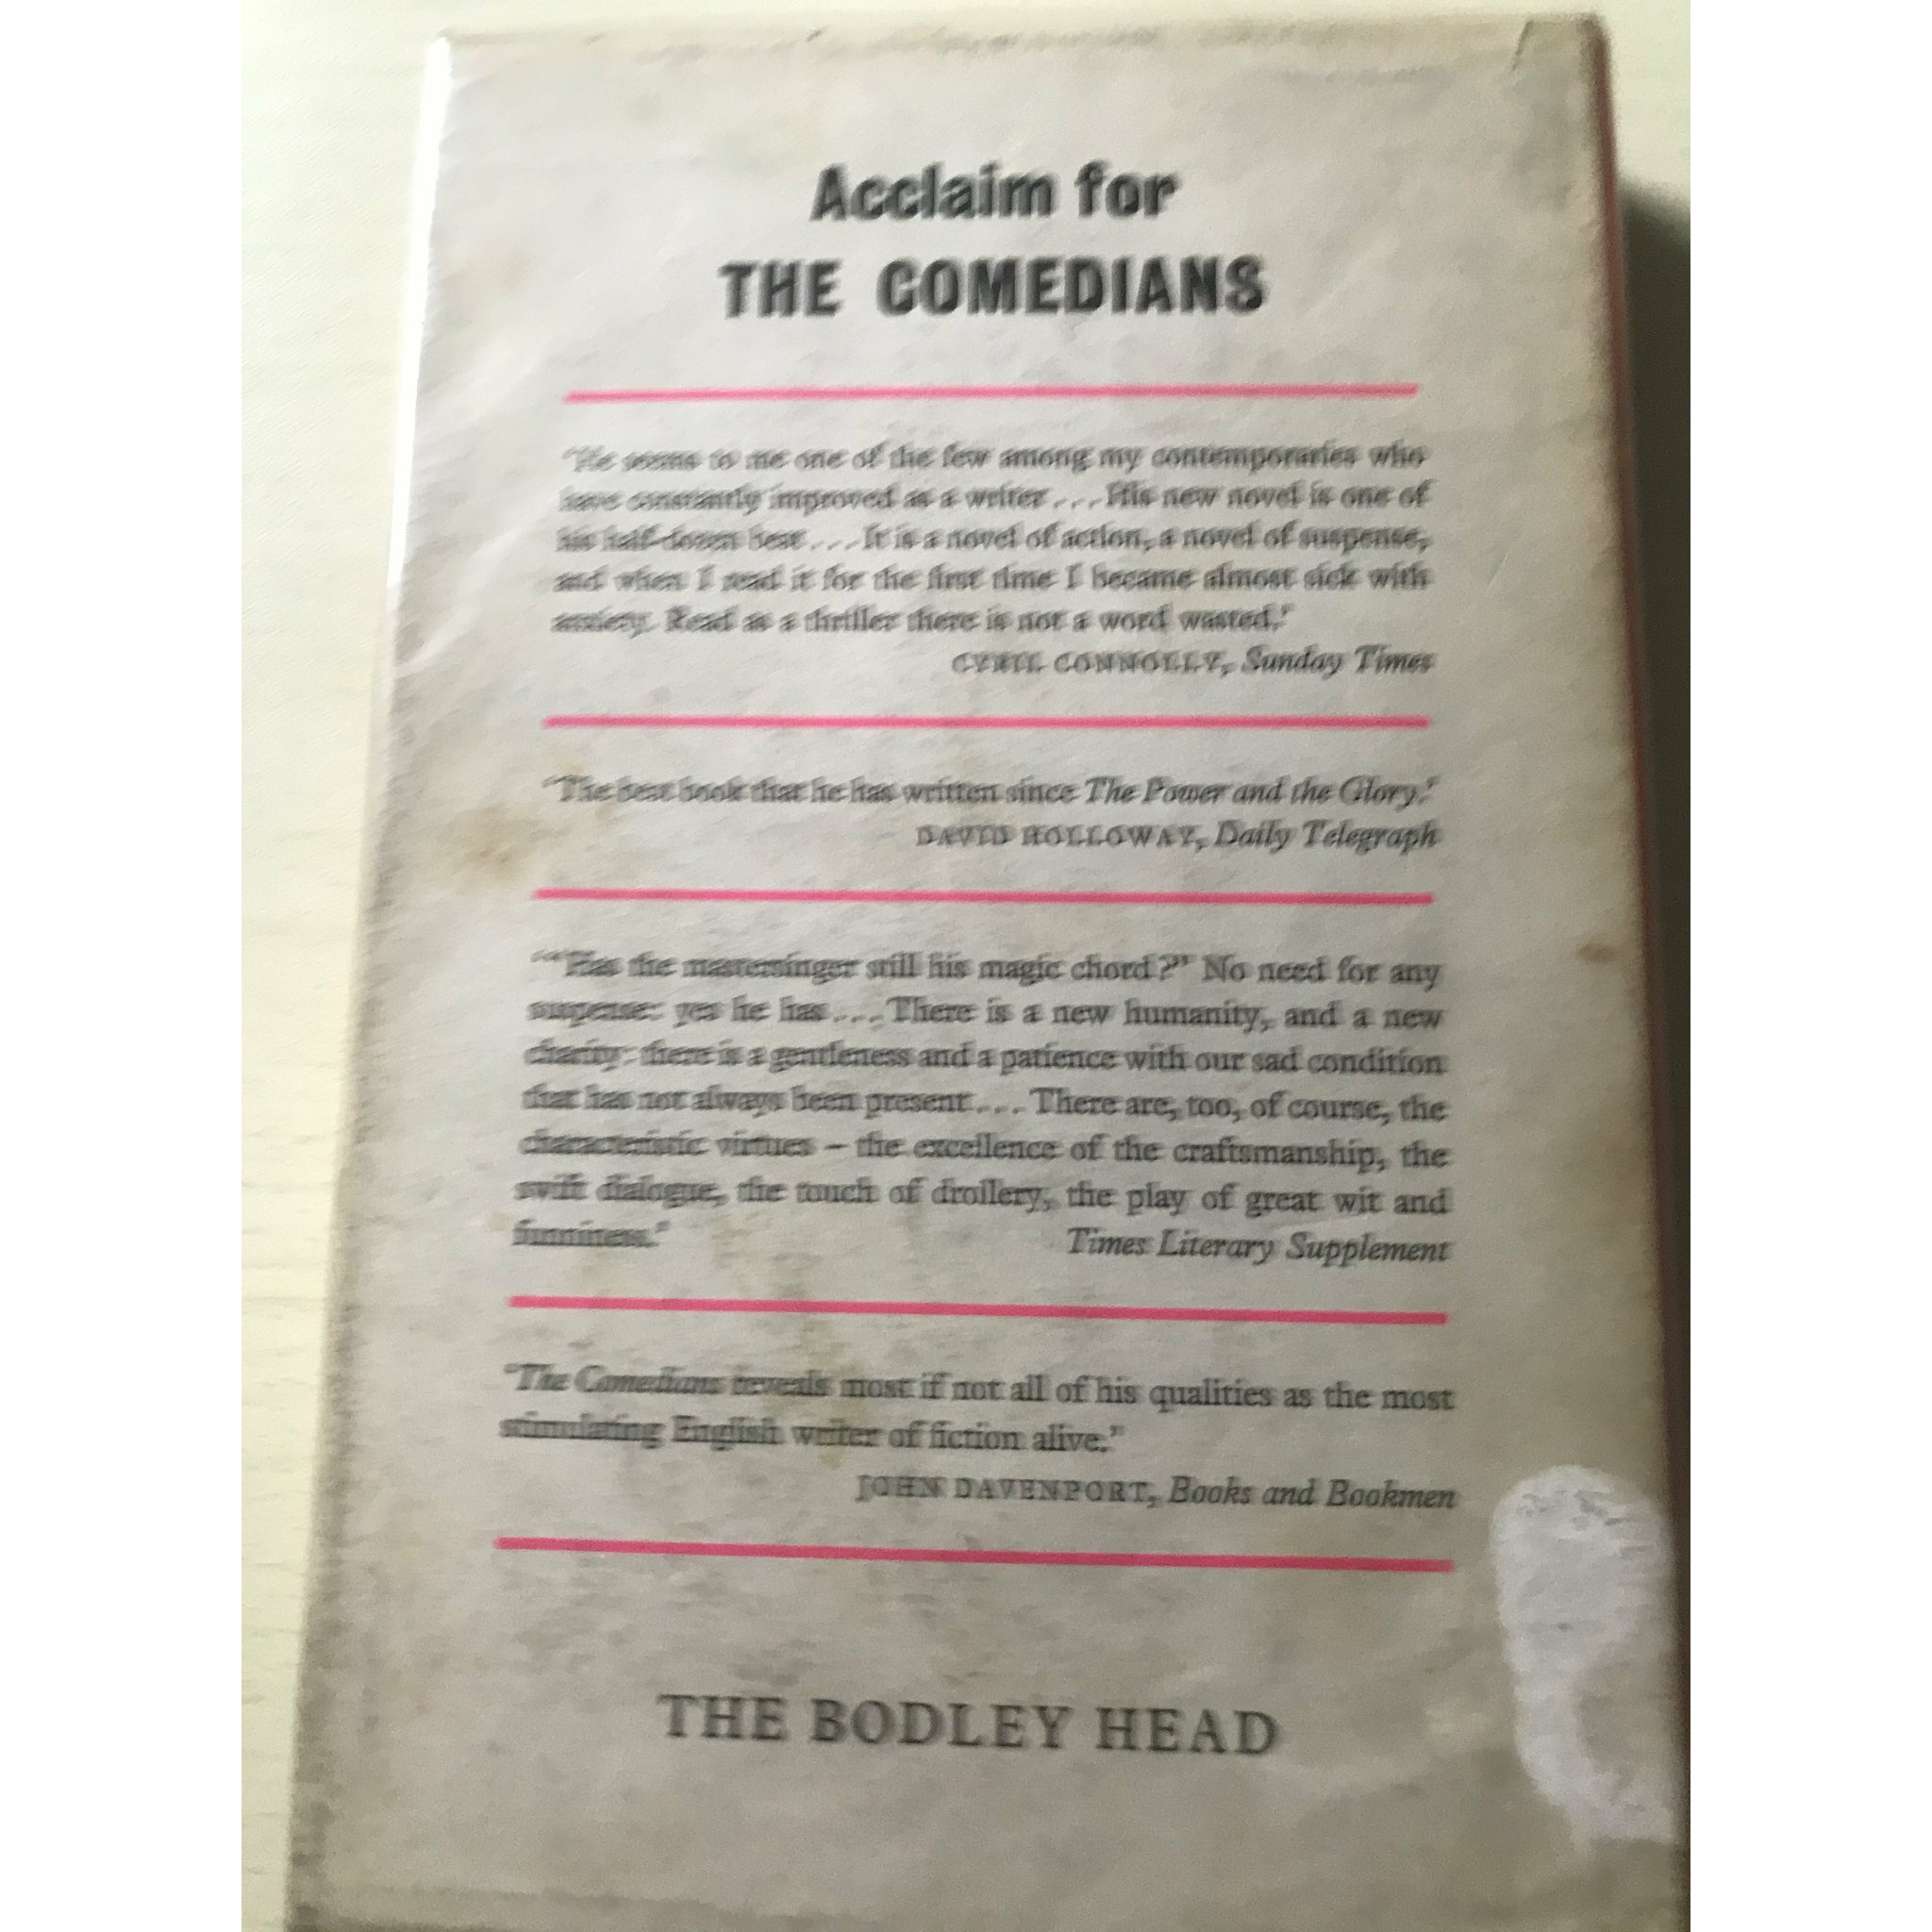 Acclaim for
THE COMEDIANS
"He seems to me one of the few among my contemporaries who
have constantly improved as a writer . . . His new novel is one of
his half-dozen best . . . It is a novel of action, a novel of suspense,
and when I read it for the first time I became almost sick with
anxiety. Read as a thriller there is not a word wasted."
CYRIL CONNOLLY, Sunday Times
"The best book that he has written since The Power and the Glory."
DAVID HOLLOWAY, Daily Telegraph
"“Has the mastersinger still his magic chord?” No need for any
suspense: yes he has . . . There is a new humanity, and a new
charity: there is a gentleness and a patience with our sad condition
that has not always been present . . . There are, too, of course, the
characteristic virtues – the excellence of the craftsmanship, the
swift dialogue, the touch of drollery, the play of great wit and
funniness." Times Literary Supplement
"The Comedians reveals most if not all of his qualities as the most
stimulating English writer of fiction alive."
JOHN DAVENPORT, Books and Bookmen
THE BODLEY HEAD